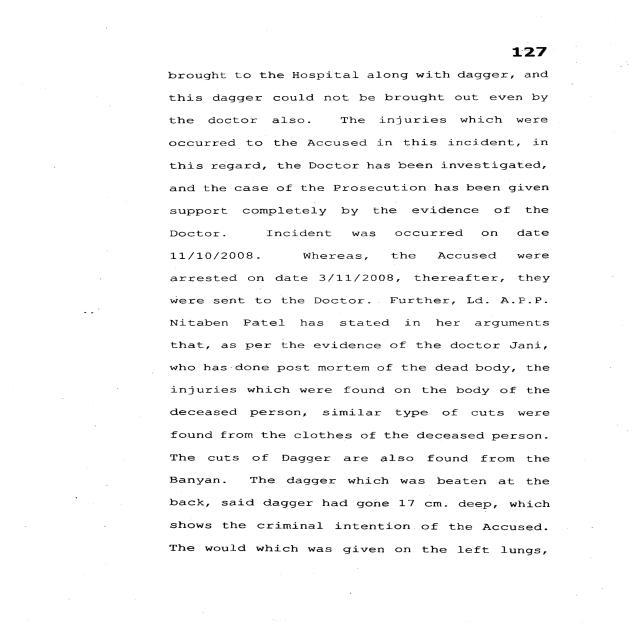 127
brought to the Hospital along with dagger, and
this dagger could not be brought out even by
the doctor also. The injuries which were
occurred to the Accused in this incident, in
this regard, the Doctor has been investigated,
and the case of the Prosecution has been given
support completely by the evidence of the
Doctor. Incident was occurred on date
11/10/2008. Whereas, the Accused were
arrested on date 3/11/2008, thereafter, they
were sent to the Doctor. Further, Ld. A.P.P.
Nitaben Patel has stated in her arguments
that, as per the evidence of the doctor Jani,
who has done post mortem of the dead body, the
injuries which were found on the body of the
deceased person, similar type of cuts were
found from the clothes of the deceased person.
The cuts of Dagger are also found from the
Banyan. The dagger which was beaten at the
back, said dagger had gone 17 cm. deep, which
shows the criminal intention of the Accused.
The would which was given on the left lungs,